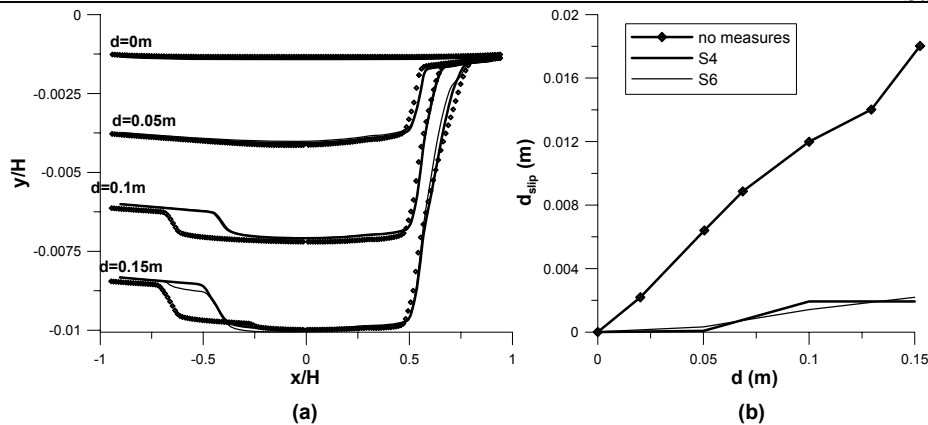 0
-0.0025
-0.005
-0.0075
-0.01
y/H
d=0m
d=0.05m
d=0.1m
d=0.15m
-1
-0.5
0
0.5
1
x/H
(a)
0.02
0.016
0.012
0.008
0.004
0
dslip (m)
no measures
S4
S6
0
0.05
0.1
0.15
d (m)
(b)